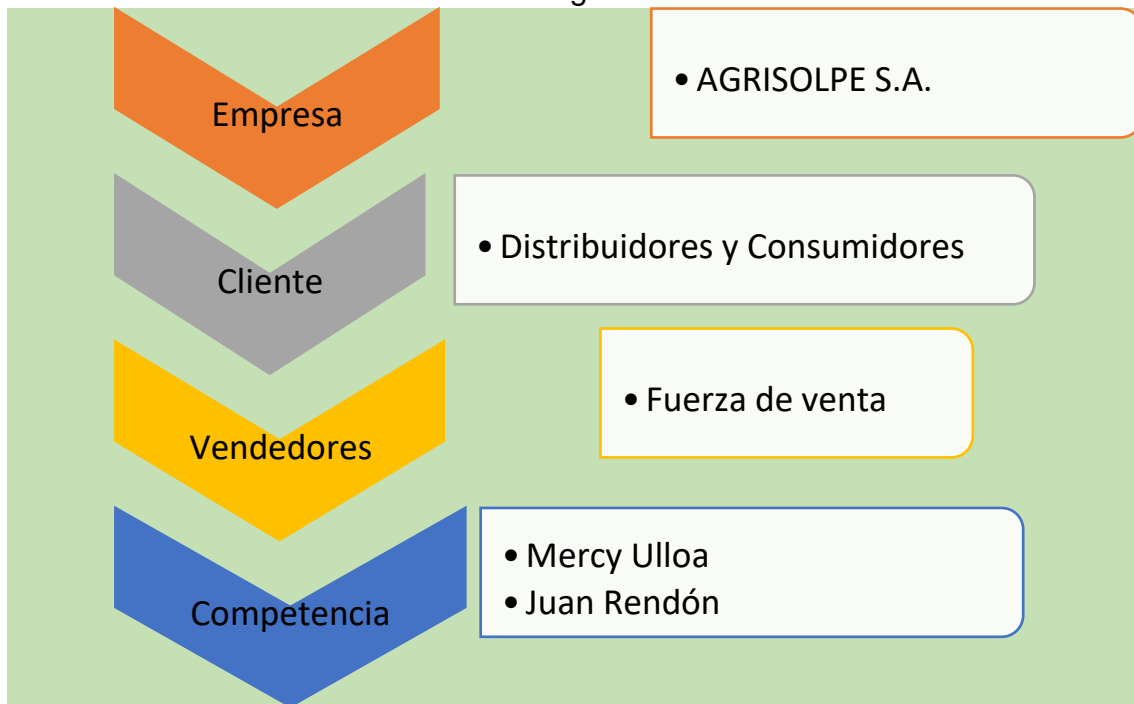 Empresa
• AGRISOLPE S.A.
Cliente
• Distribuidores y Consumidores
Vendedores
• Fuerza de venta
Competencia
• Mercy Ulloa
• Juan Rendón